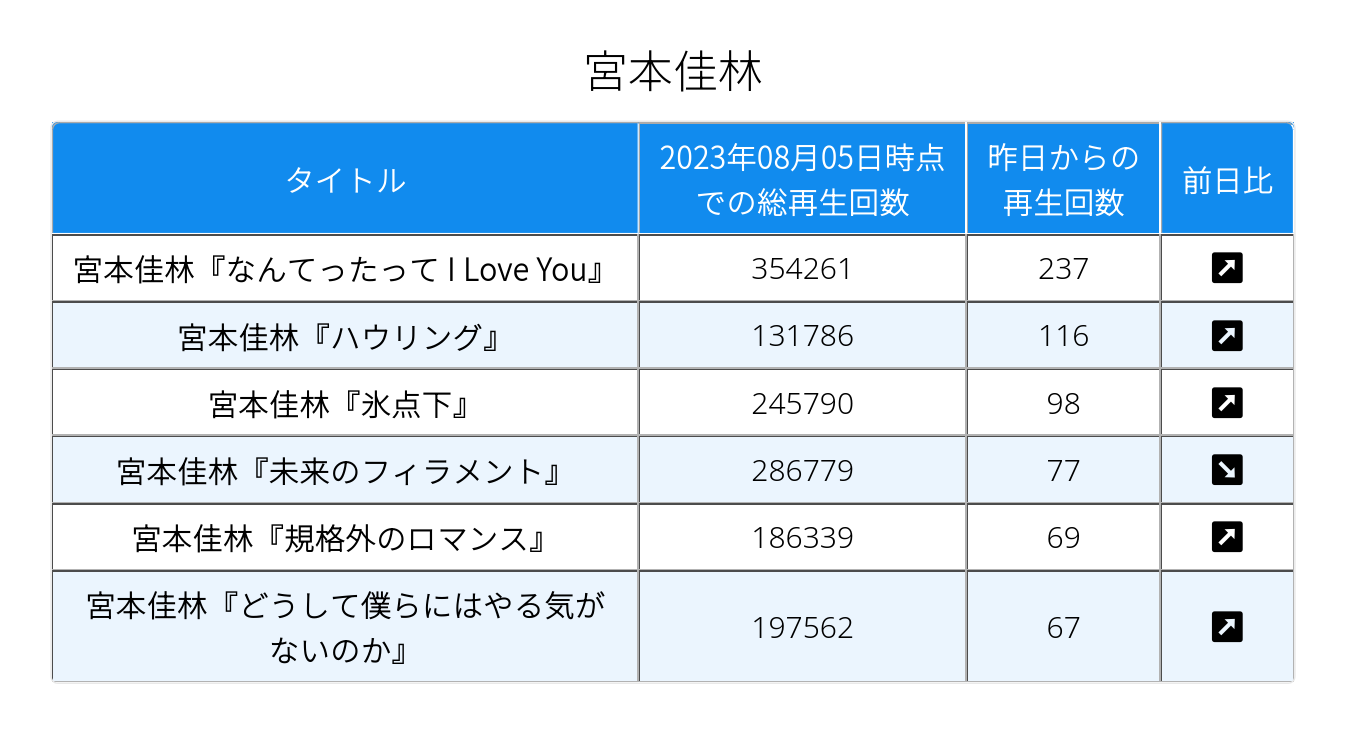 宮本佳林
タイトル
2023年08月05日時点
での総再生回数
昨日からの
再生回数
前日比
宮本佳林『なんてったって I Love You』
354261
237
宮本佳林『ハウリング』
131786
116
宮本佳林『氷点下』
245790
98
宮本佳林『未来のフィラメント』
286779
77
宮本佳林『規格外のロマンス』
186339
69
宮本佳林『どうして僕らにはやる気が
ないのか』
197562
67